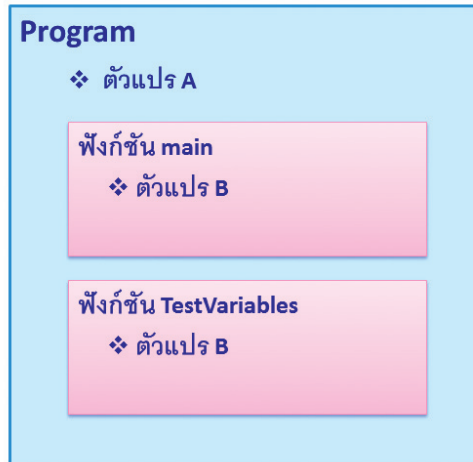 Program
❖ ตัวแปร A
ฟังก์ชัน main
❖ ตัวแปร B
ฟังก์ชัน TestVariables
❖ ตัวแปร B